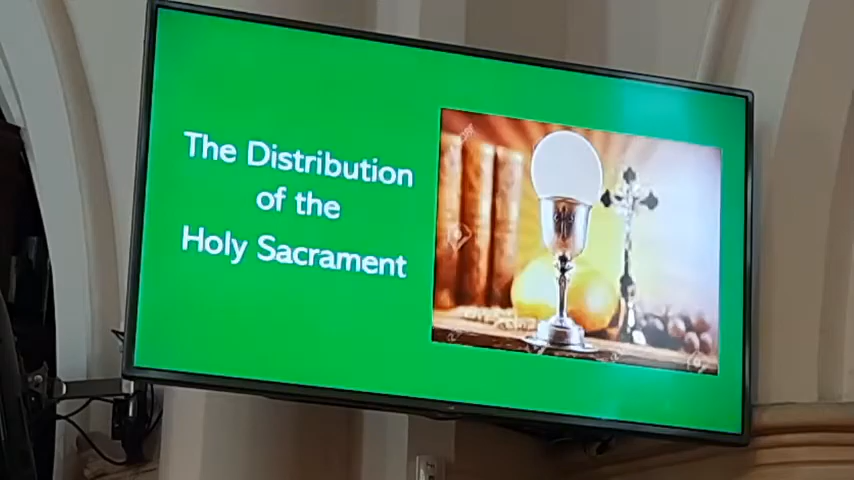 The Distribution
of the
Holy Sacrament